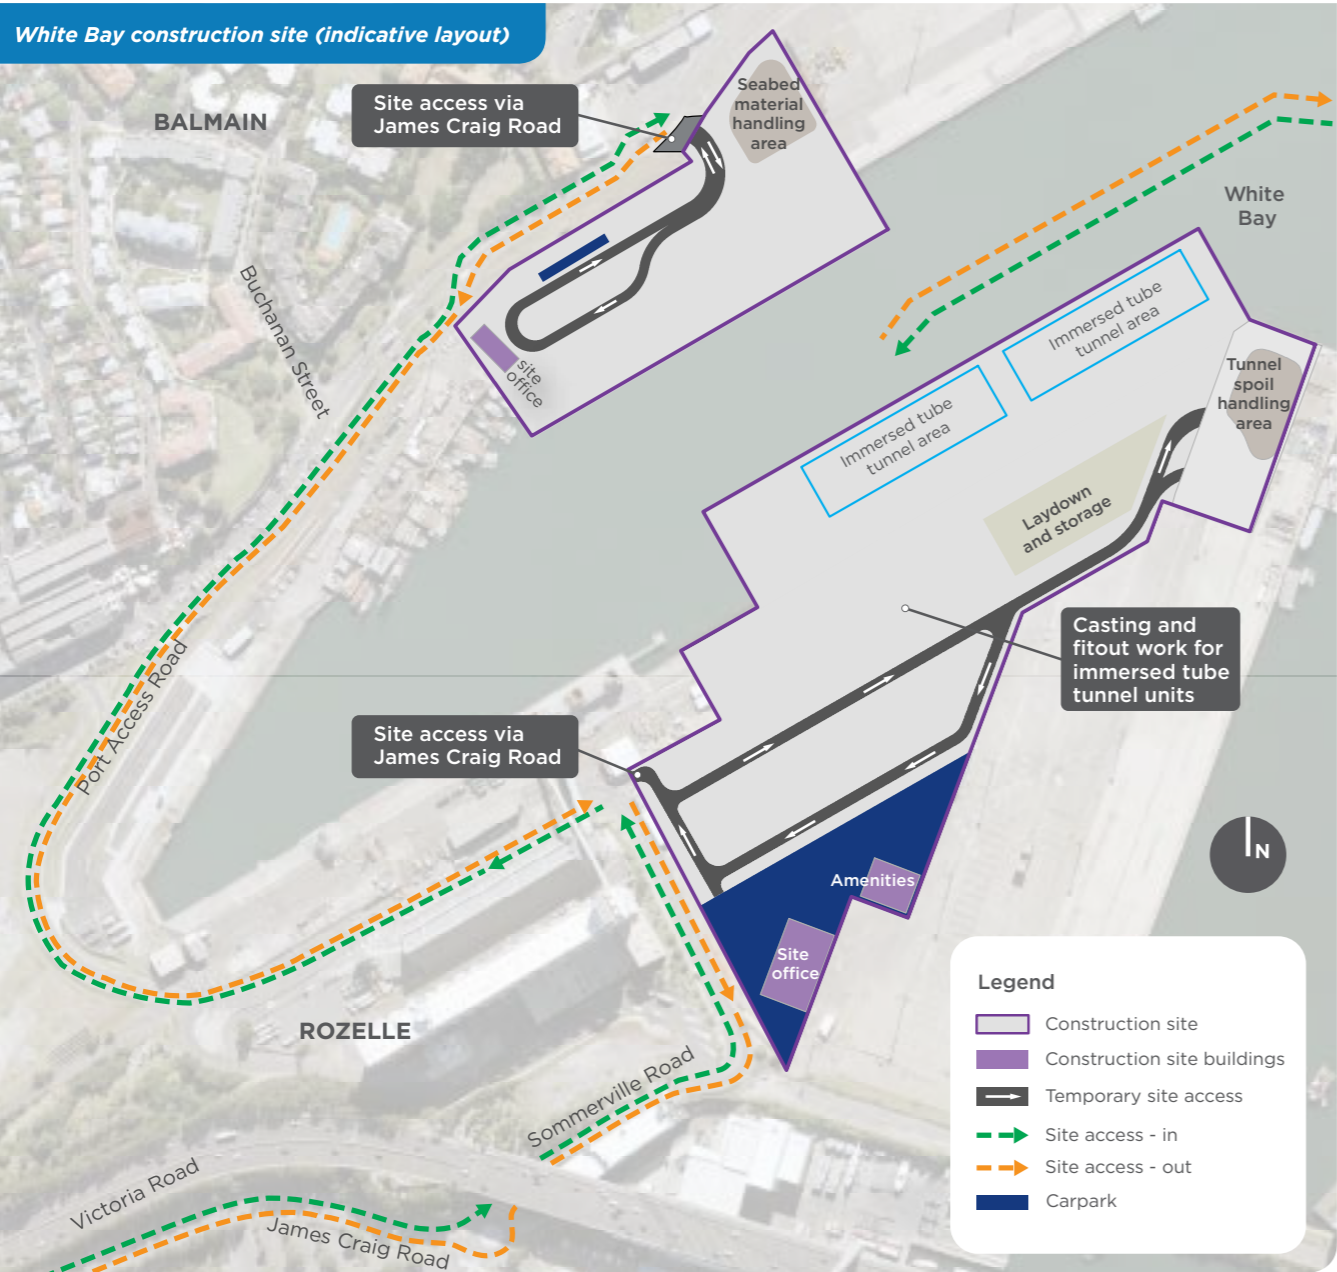 White Bay construction site (indicative layout)
BALMAIN
Site access via
James Craig Road
Seabed
material
handling
area
White
Bay
Buchanan Street
site
office
Immersed tube
tunnel area
Immersed tube
tunnel area
Tunnel
spoil
handling
area
Laydown
and storage
Casting and
fitout work for
immersed tube
tunnel units
Port Access Road
Site access via
James Craig Road
Amenities
Site
office
N
ROZELLE
Sommerville Road
Victoria Road
James Craig Road
Legend
Construction site
Construction site buildings
Temporary site access
Site access - in
Site access - out
Carpark